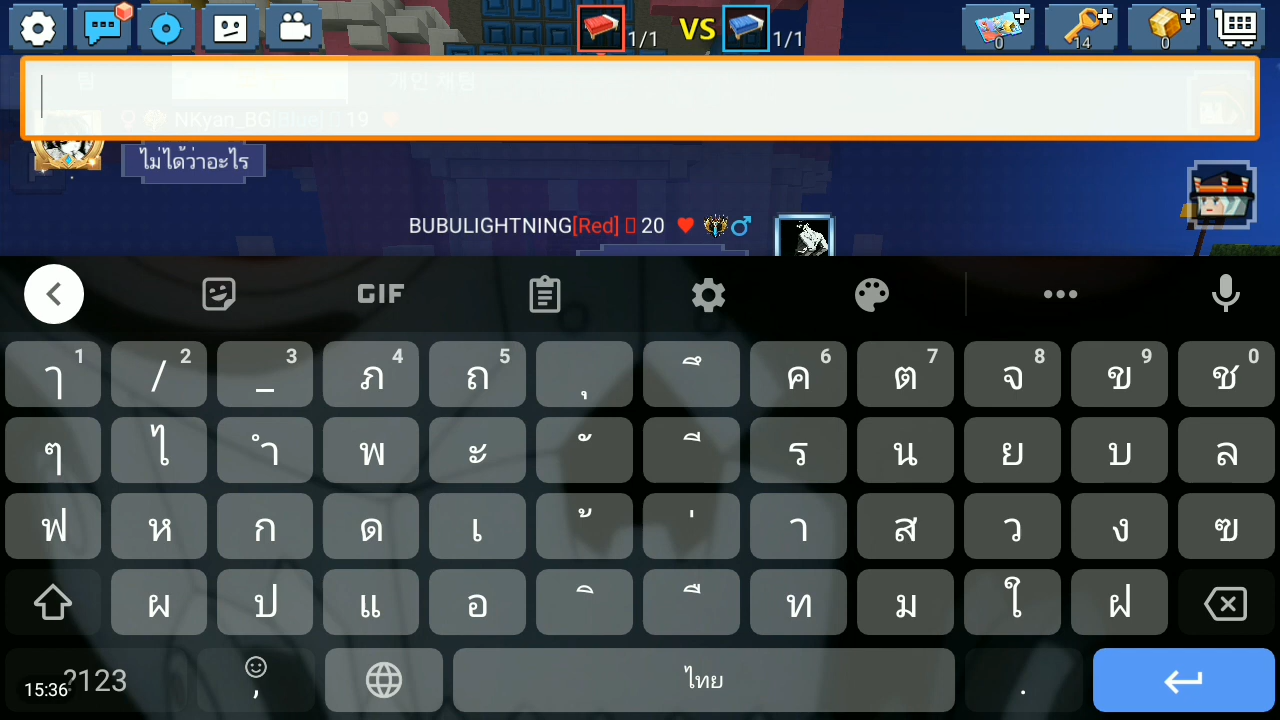 1/1 VS 1/1
0 14 0
팀 개인 채팅
NKyan_BG[Blue] 19
ไม่ได้ว่าอะไร
BUBULIGHTNING[Red] 20
GIF
ๅ 1 / 2 _ 3 ภ 4 ถ 5 ุ ึ ค 6 ต 7 จ 8 ข 9 ช 0
ๆ ไ ำ พ ะ ั ี ร น ย บ ล
ฟ ห ก ด เ ้ ่ า ส ว ง ฃ
ผ ป แ อ ิ ื ท ม ใ ฝ
15:36 ?123 , ไทย .